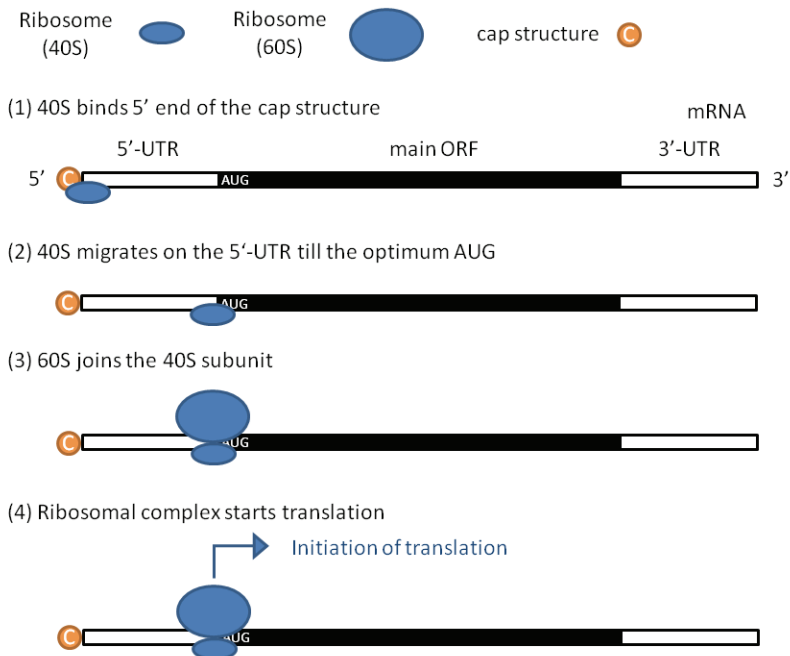 Ribosome
(40S)
Ribosome
(60S)
cap structure
C
(1) 40S binds 5’ end of the cap structure
mRNA
5’-UTR
main ORF
3’-UTR
5’
C
AUG
3’
(2) 40S migrates on the 5‘-UTR till the optimum AUG
C
AUG
(3) 60S joins the 40S subunit
C
AUG
(4) Ribosomal complex starts translation
Initiation of translation
C
AUG